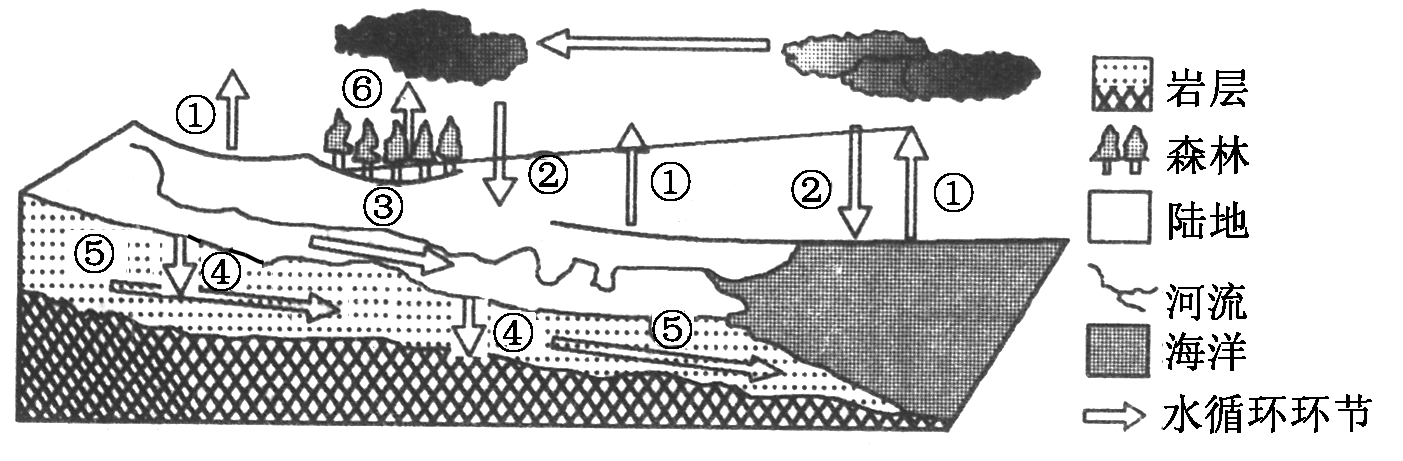 ⑥
①
②
①
②
①
③
⑤
④
④
⑤
岩层
森林
陆地
河流
海洋
水循环环节